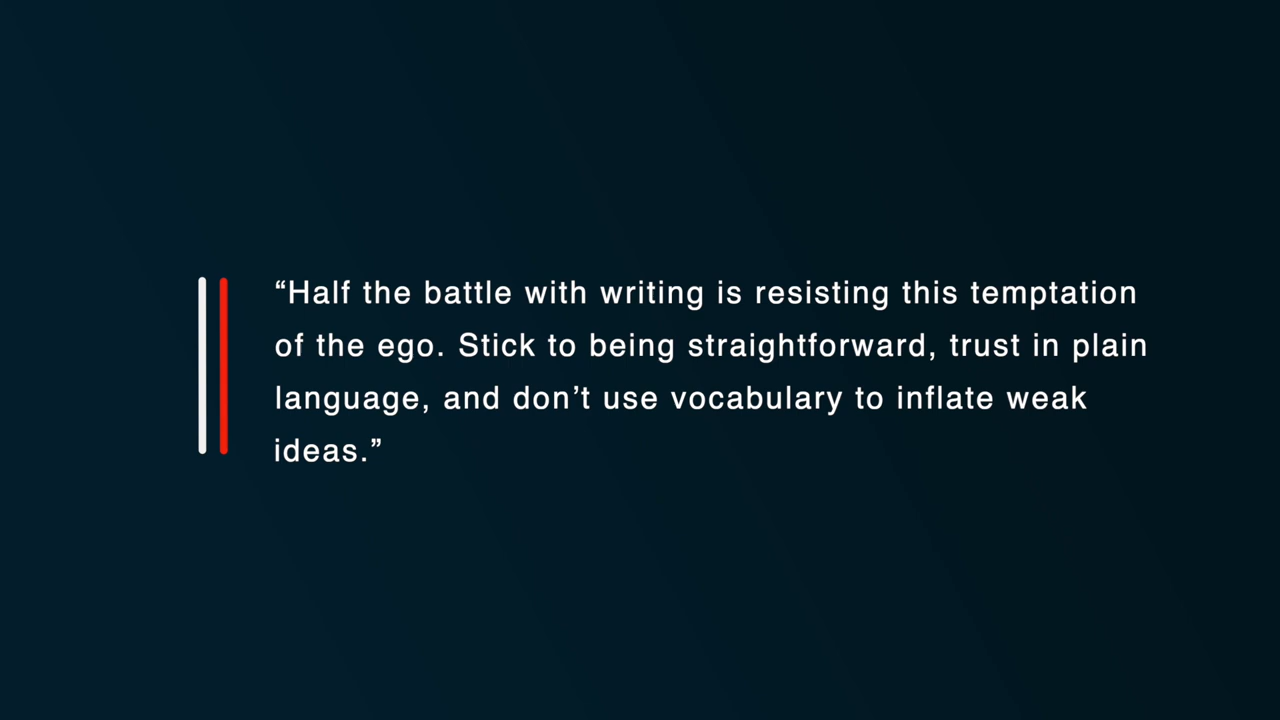 “Half the battle with writing is resisting this temptation
of the ego. Stick to being straightforward, trust in plain
language, and don’t use vocabulary to inflate weak
ideas.”